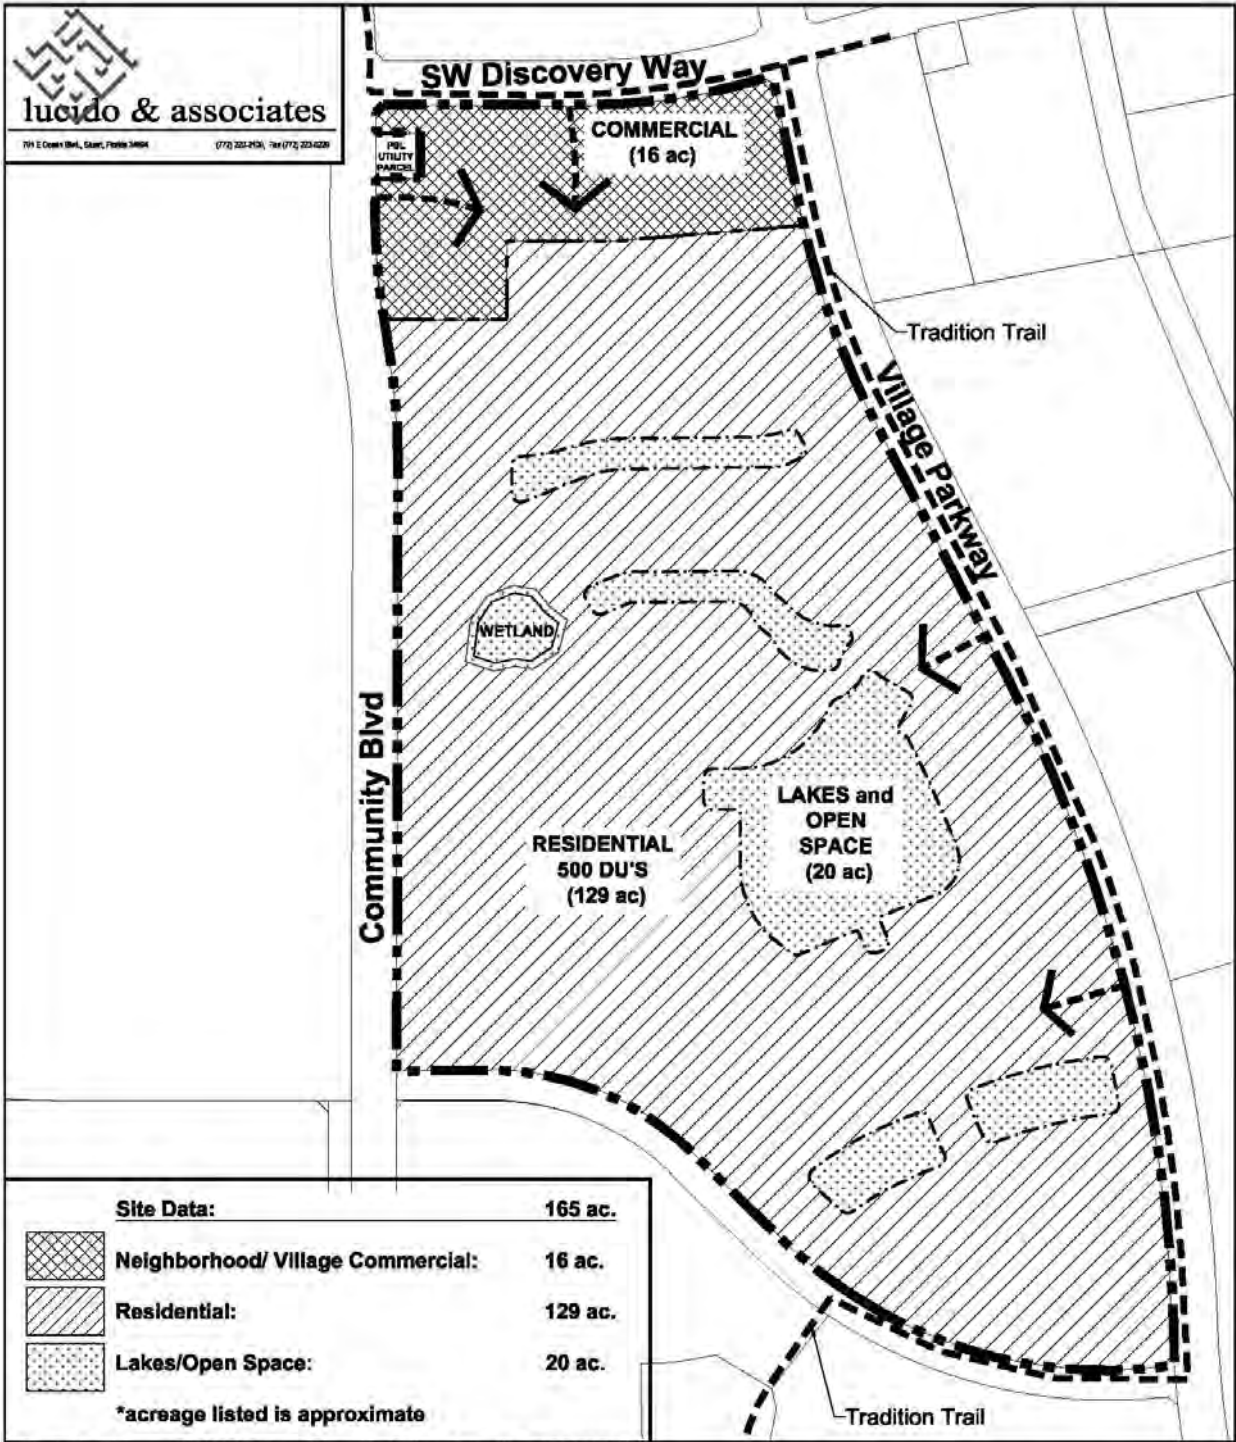 lucido & associates
SW Discovery Way
COMMERCIAL
(16 ac)
UTILITY
PARCEL
Tradition Trail
Village Parkway
WETLAND
Community Blvd
LAKES and
OPEN
SPACE
(20 ac)
RESIDENTIAL
500 DU'S
(129 ac)
Site Data: 165 ac.
Neighborhood/ Village Commercial: 16 ac.
Residential: 129 ac.
Lakes/Open Space: 20 ac.
*acreage listed is approximate
Tradition Trail